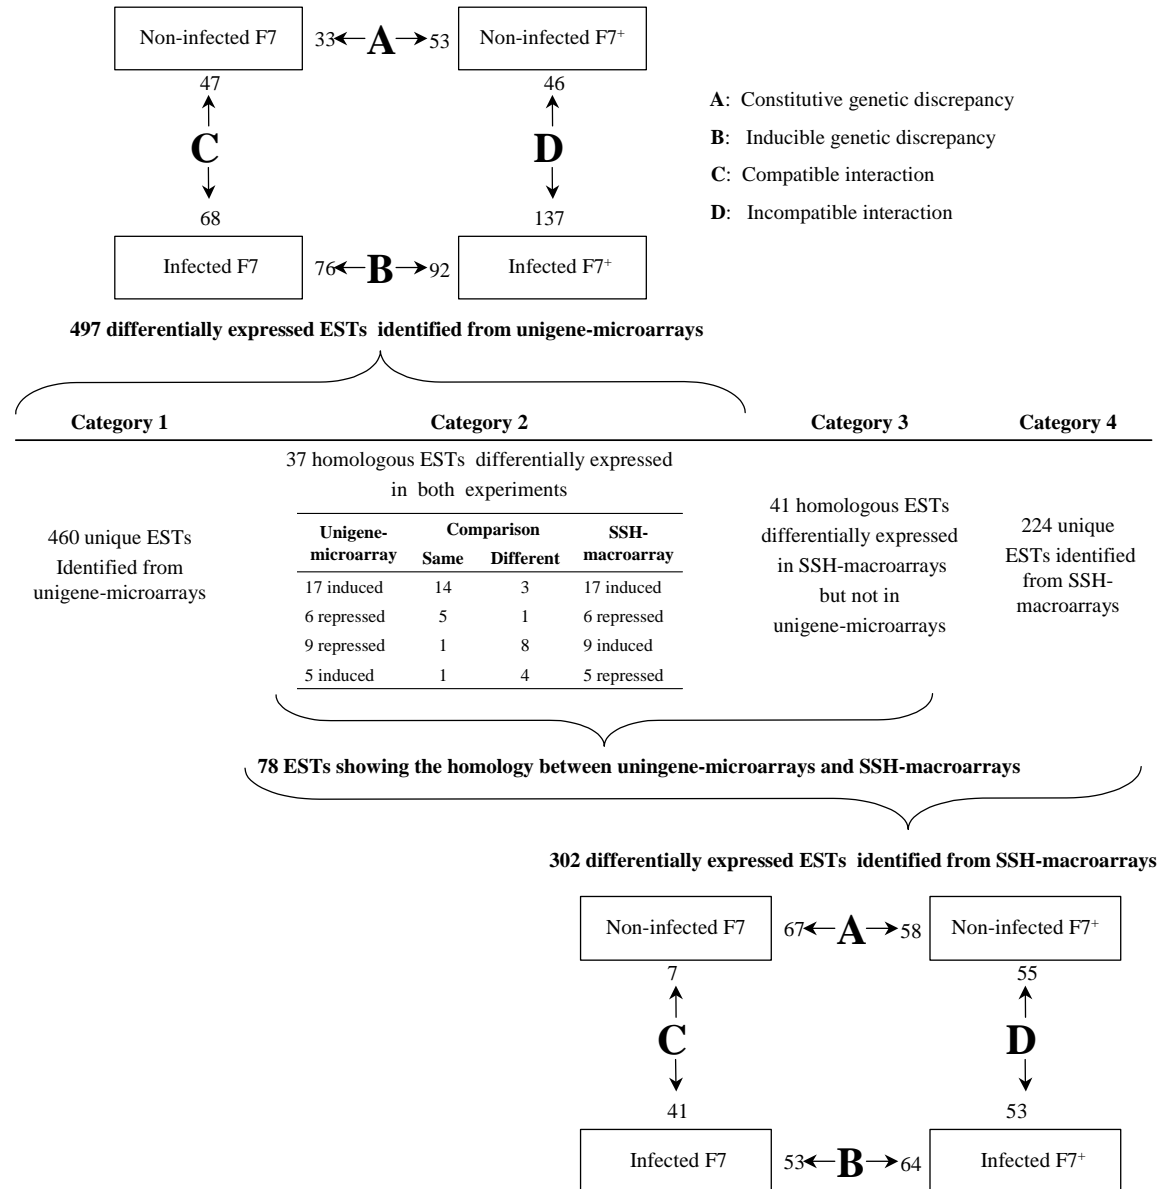 Non-infected F7 33 A 53 Non-infected F7⁺
47 46
A: Constitutive genetic discrepancy
B: Inducible genetic discrepancy
C D
C: Compatible interaction
D: Incompatible interaction
68 137
Infected F7 76 B 92 Infected F7⁺
497 differentially expressed ESTs identified from unigene-microarrays
Category 1 Category 2 Category 3 Category 4
460 unique ESTs
Identified from
unigene-microarrays
37 homologous ESTs differentially expressed
in both experiments
Unigene-microarray Comparison SSH-macroarray
Same Different
17 induced 14 3 17 induced
6 repressed 5 1 6 repressed
9 repressed 1 8 9 induced
5 induced 1 4 5 repressed
41 homologous ESTs
differentially expressed
in SSH-macroarrays
but not in
unigene-microarrays
224 unique
ESTs identified
from SSH-
macroarrays
78 ESTs showing the homology between uningene-microarrays and SSH-macroarrays
302 differentially expressed ESTs identified from SSH-macroarrays
Non-infected F7 67 A 58 Non-infected F7⁺
7 55
C D
41 53
Infected F7 53 B 64 Infected F7⁺